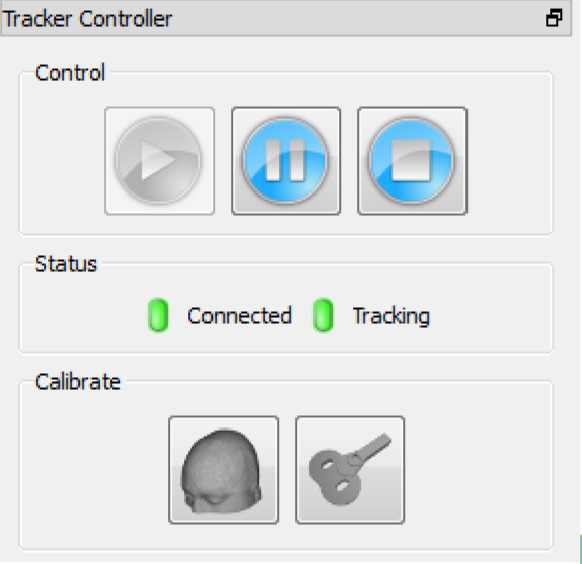 Tracker Controller
Control
Status
Connected Tracking
Calibrate